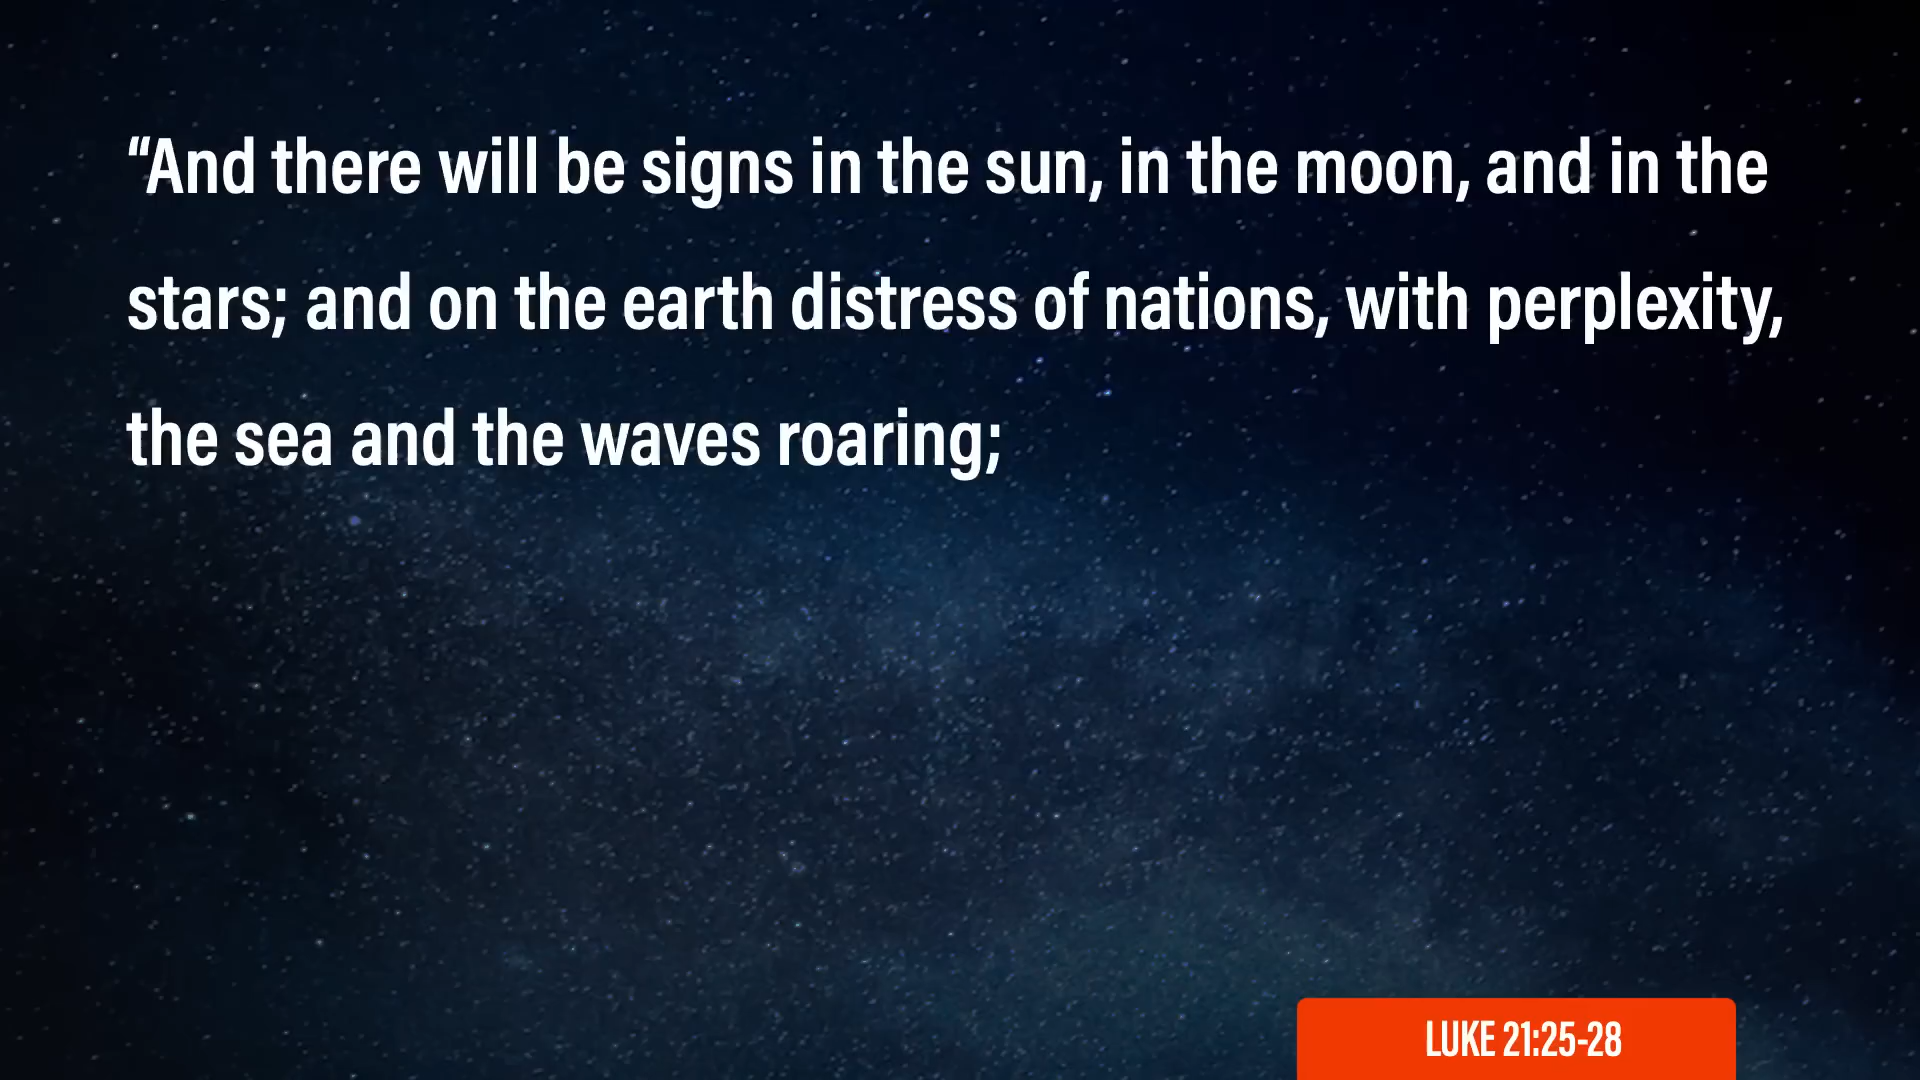 “And there will be signs in the sun, in the moon, and in the
stars; and on the earth distress of nations, with perplexity,
the sea and the waves roaring;
LUKE 21:25-28